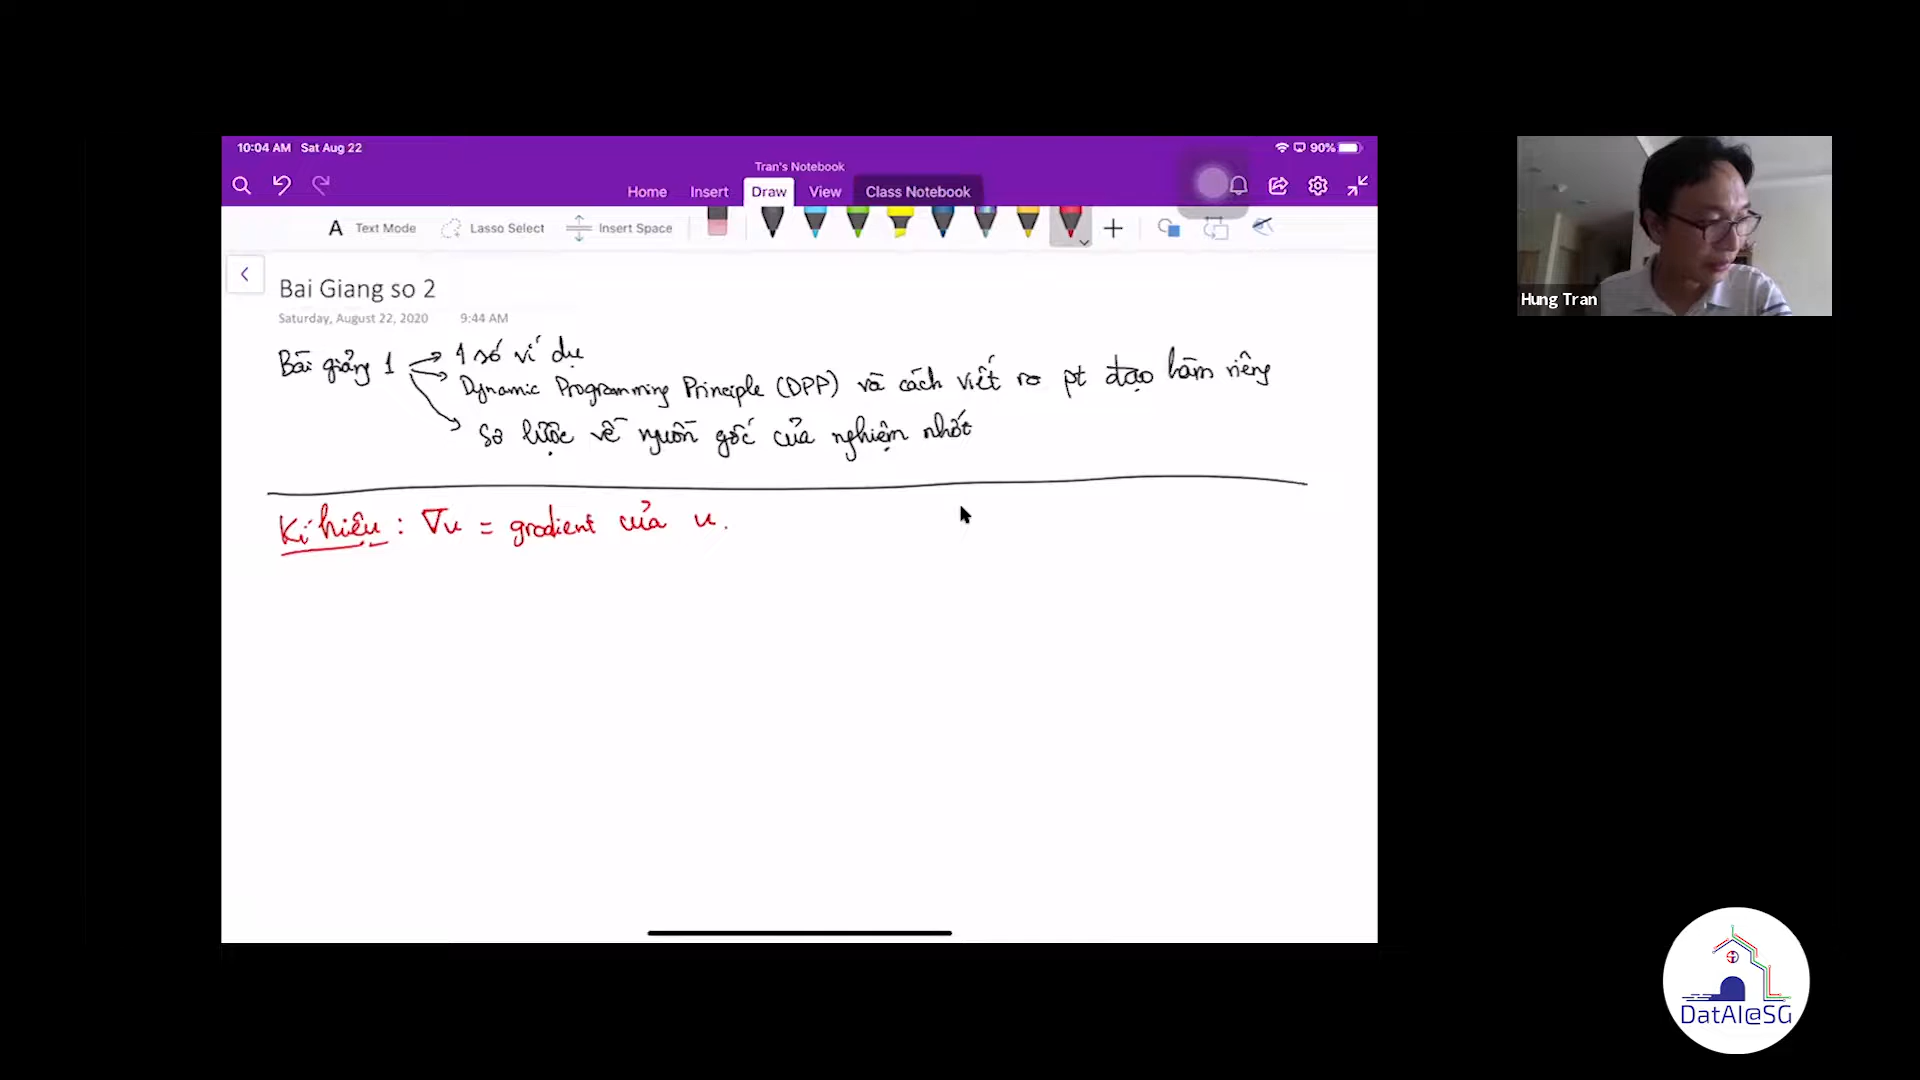 10:04 AM Sat Aug 22
90%
Tran's Notebook
Home Insert Draw View Class Notebook
A Text Mode Lasso Select Insert Space
Bai Giang so 2
Saturday, August 22, 2020 9:44 AM
Bài giảng 1
1 số ví dụ
Dynamic Programming Principle (DPP) và cách viết ra pt đạo hàm riêng
Sơ lược về nguồn gốc của nghiệm nhớt
Kí hiệu : ∇u = gradient của u.
Hung Tran
DatAI@SG